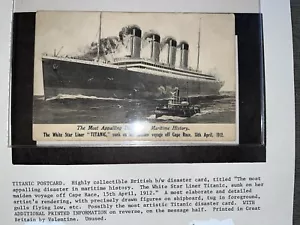 The Most Appalling Disaster in Maritime History.
The White Star Liner "TITANIC," sunk on her maiden voyage off Cape Race, 15th April, 1912.
TITANIC POSTCARD. Highly collectible British b/w disaster card, titled "The most
appalling disaster in maritime history. The White Star Liner Titanic, sunk on her
maiden voyage off Cape Race, 15th April, 1912." A most elaborate and detailed
artist's rendering, with precisely drawn figures on shipboard, tug in foreground,
pulls flying low. Possibly the most artistic Titanic disaster card. WITH
ADDITIONAL PRINTED INFORMATION on reverse, on the message half. Printed in Great
Britain by Valentine. Unused.